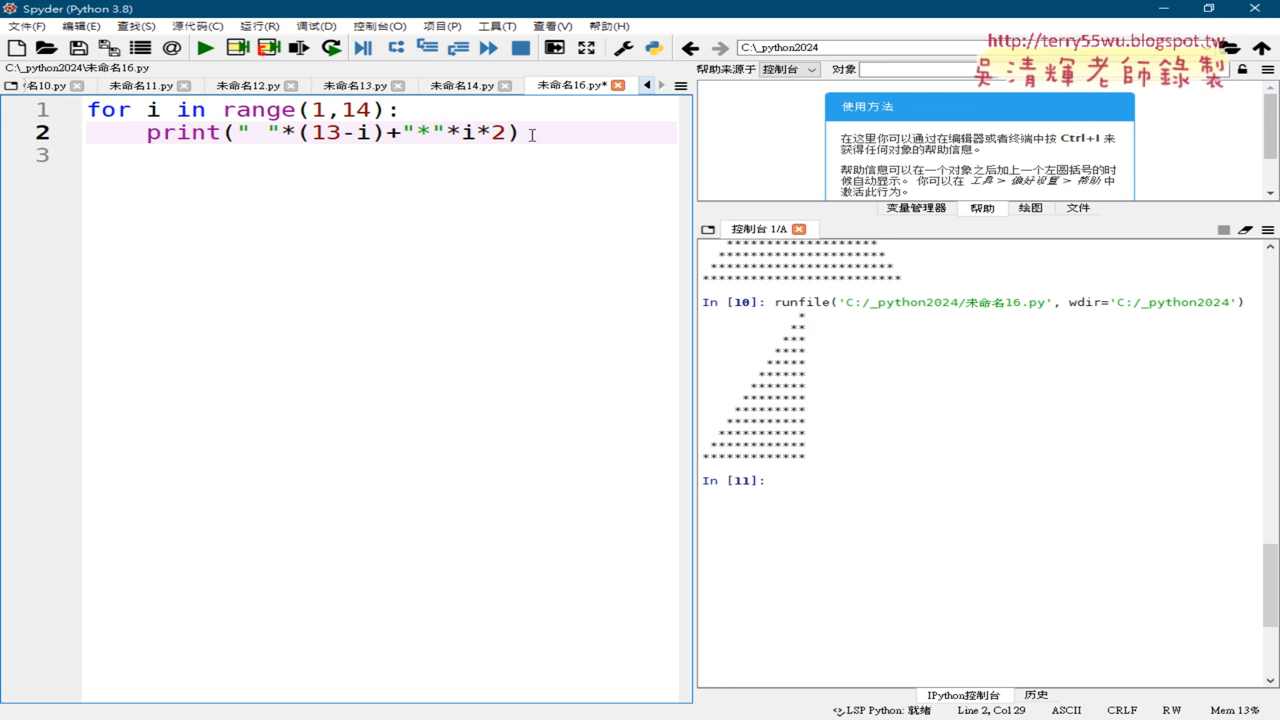 Spyder (Python 3.8)
文件(F) 编辑(E) 查找(S) 源代码(C) 运行(R) 调试(D) 控制台(O) 项目(P) 工具(T) 查看(V) 帮助(H)
C:\_python2024
http://terry55wu.blogspot.tw
吳清輝老師錄製
C:\_python2024\未命名16.py
帮助来源于 控制台 对象
名10.py 未命名11.py 未命名12.py 未命名13.py 未命名14.py 未命名16.py*
1 for i in range(1,14):
2 print(" "*(13-i)+"*"*i*2)
3
使用方法
在这里你可以通过在编辑器或者终端中按 Ctrl+I 来
获得任何对象的帮助信息。
帮助信息可以在一个对象之后加上一个左圆括号的时
候自动显示。 你可以在 工具 > 偏好设置 > 帮助 中
激活此行为。
变量管理器 帮助 绘图 文件
控制台 1/A
*******************
*********************
***********************
*************************
In [10]: runfile('C:/_python2024/未命名16.py', wdir='C:/_python2024')
*
**
***
****
*****
******
*******
********
*********
**********
***********
************
*************
In [11]:
IPython控制台 历史
LSP Python: 就绪 Line 2, Col 29 ASCII CRLF RW Mem 13%